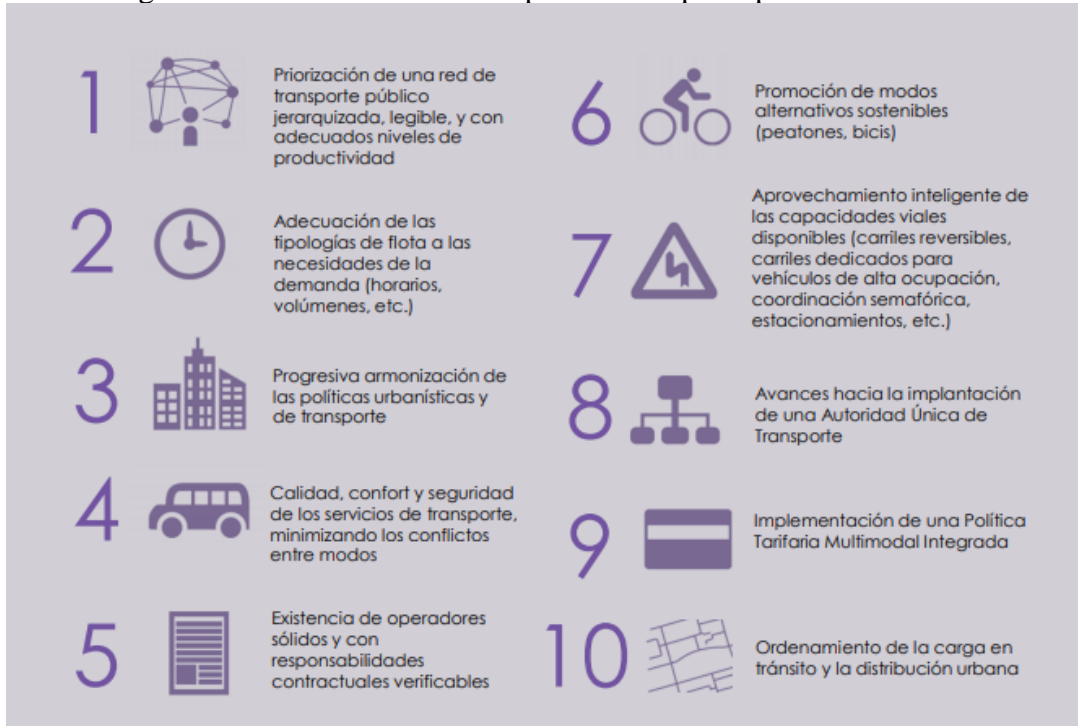 1
Priorización de una red de
transporte público
jerarquizada, legible, y con
adecuados niveles de
productividad
2
Adecuación de las
tipologías de flota a las
necesidades de la
demanda (horarios,
volúmenes, etc.)
3
Progresiva armonización de
las políticas urbanísticas y
de transporte
4
Calidad, confort y seguridad
de los servicios de transporte,
minimizando los conflictos
entre modos
5
Existencia de operadores
sólidos y con
responsabilidades
contractuales verificables
6
Promoción de modos
alternativos sostenibles
(peatones, bicis)
7
Aprovechamiento inteligente de
las capacidades viales
disponibles (carriles reversibles,
carriles dedicados para
vehículos de alta ocupación,
coordinación semafórica,
estacionamientos, etc.)
8
Avances hacia la implantación
de una Autoridad Única de
Transporte
9
Implementación de una Política
Tarifaria Multimodal Integrada
10
Ordenamiento de la carga en
tránsito y la distribución urbana